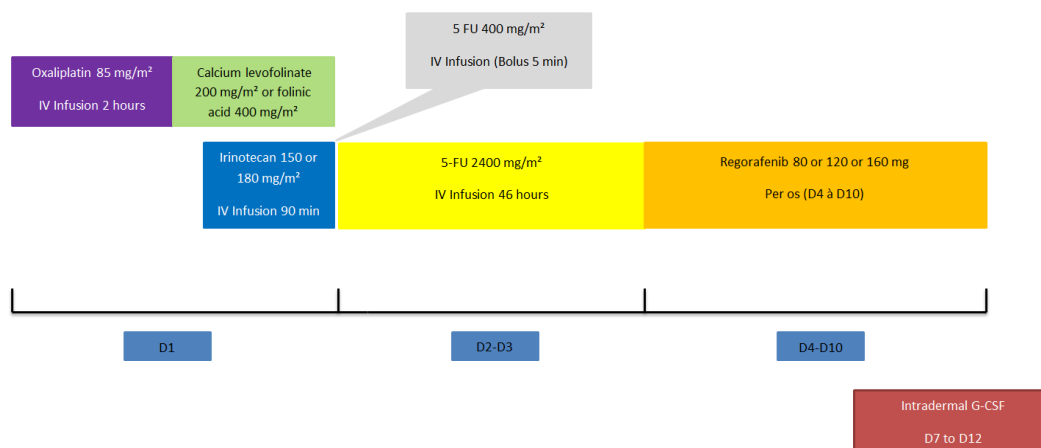 5 FU 400 mg/m²
IV Infusion (Bolus 5 min)
Oxaliplatin 85 mg/m²
IV Infusion 2 hours
Calcium levofolinate
200 mg/m² or folinic
acid 400 mg/m²
Irinotecan 150 or
180 mg/m²
IV Infusion 90 min
5-FU 2400 mg/m²
IV Infusion 46 hours
Regorafenib 80 or 120 or 160 mg
Per os (D4 à D10)
D1
D2-D3
D4-D10
Intradermal G-CSF
D7 to D12